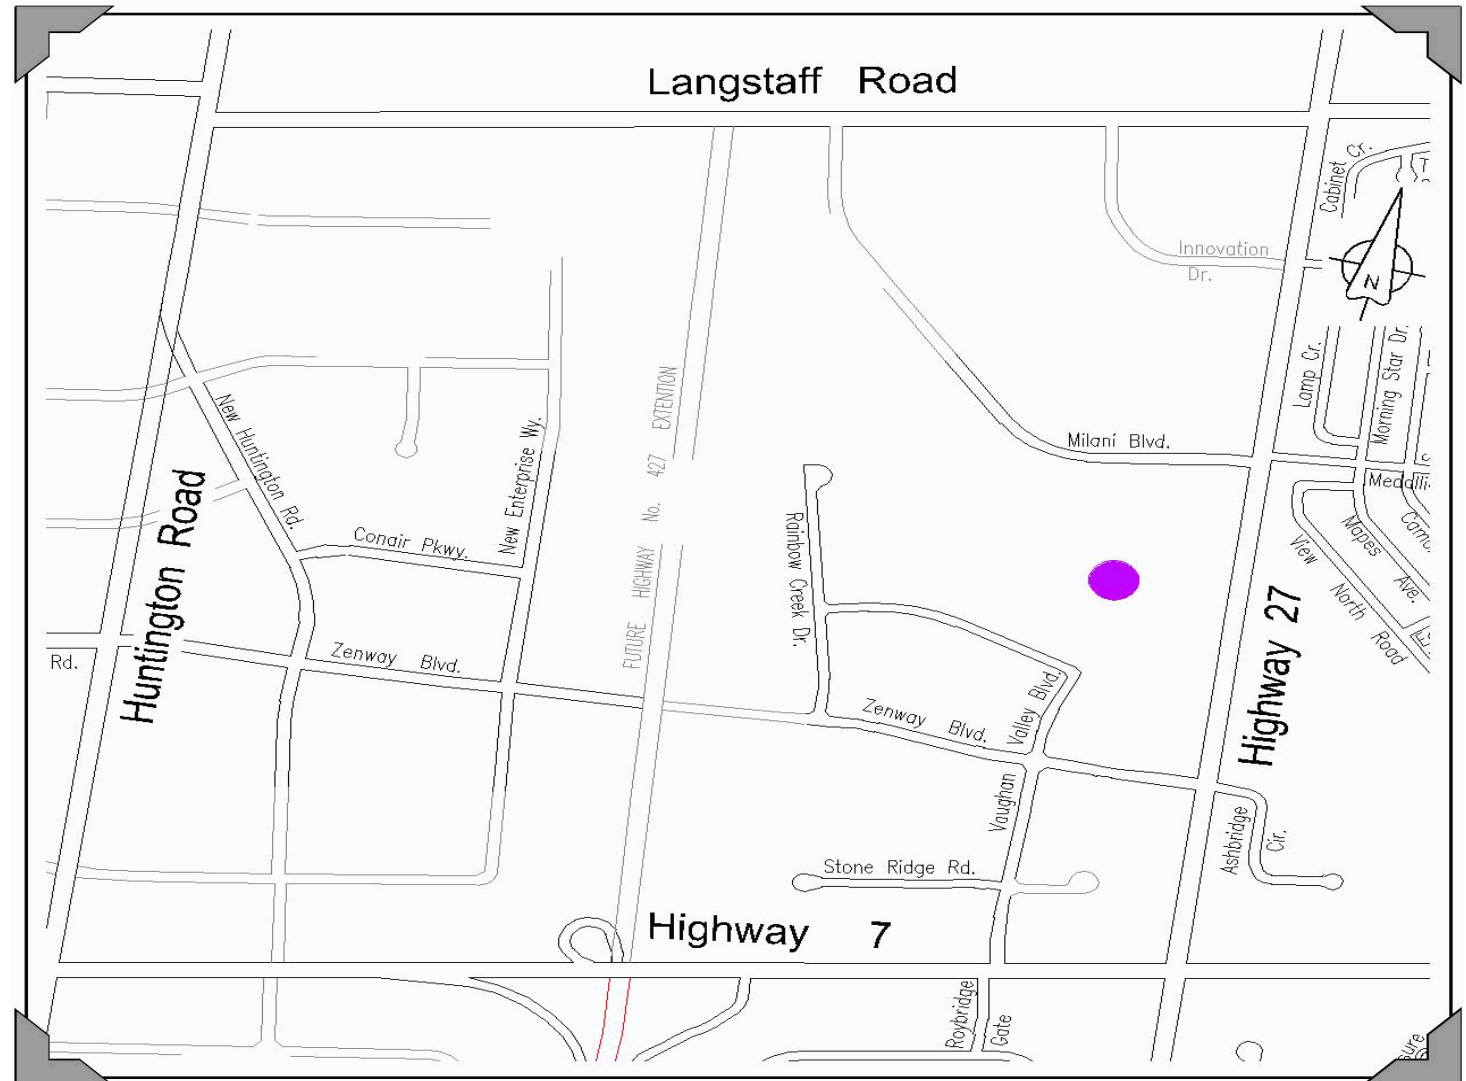 Langstaff Road
Cabinet Cr.
Innovation
Dr.
N
Lamp Cr.
Morning Star Dr.
FUTURE HIGHWAY No. 427 EXTENTION
New Huntington Rd.
New Enterprise Wy.
Milani Blvd.
Huntington Road
Conair Pkwy.
Rainbow Creek Dr.
Medalli
View North Road
Mapes Ave.
Highway 27
Rd.
Zenway Blvd.
Zenway Blvd.
Valley Blvd.
Vaughan
Ashbridge
Cir.
Stone Ridge Rd.
Highway 7
Roybridge
Gate